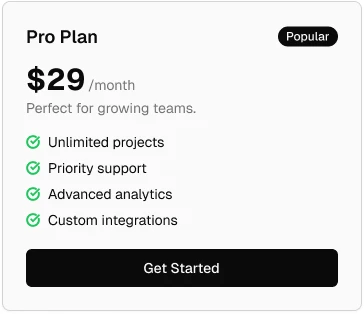 Pro Plan
Popular
$29 /month
Perfect for growing teams.
Unlimited projects
Priority support
Advanced analytics
Custom integrations
Get Started